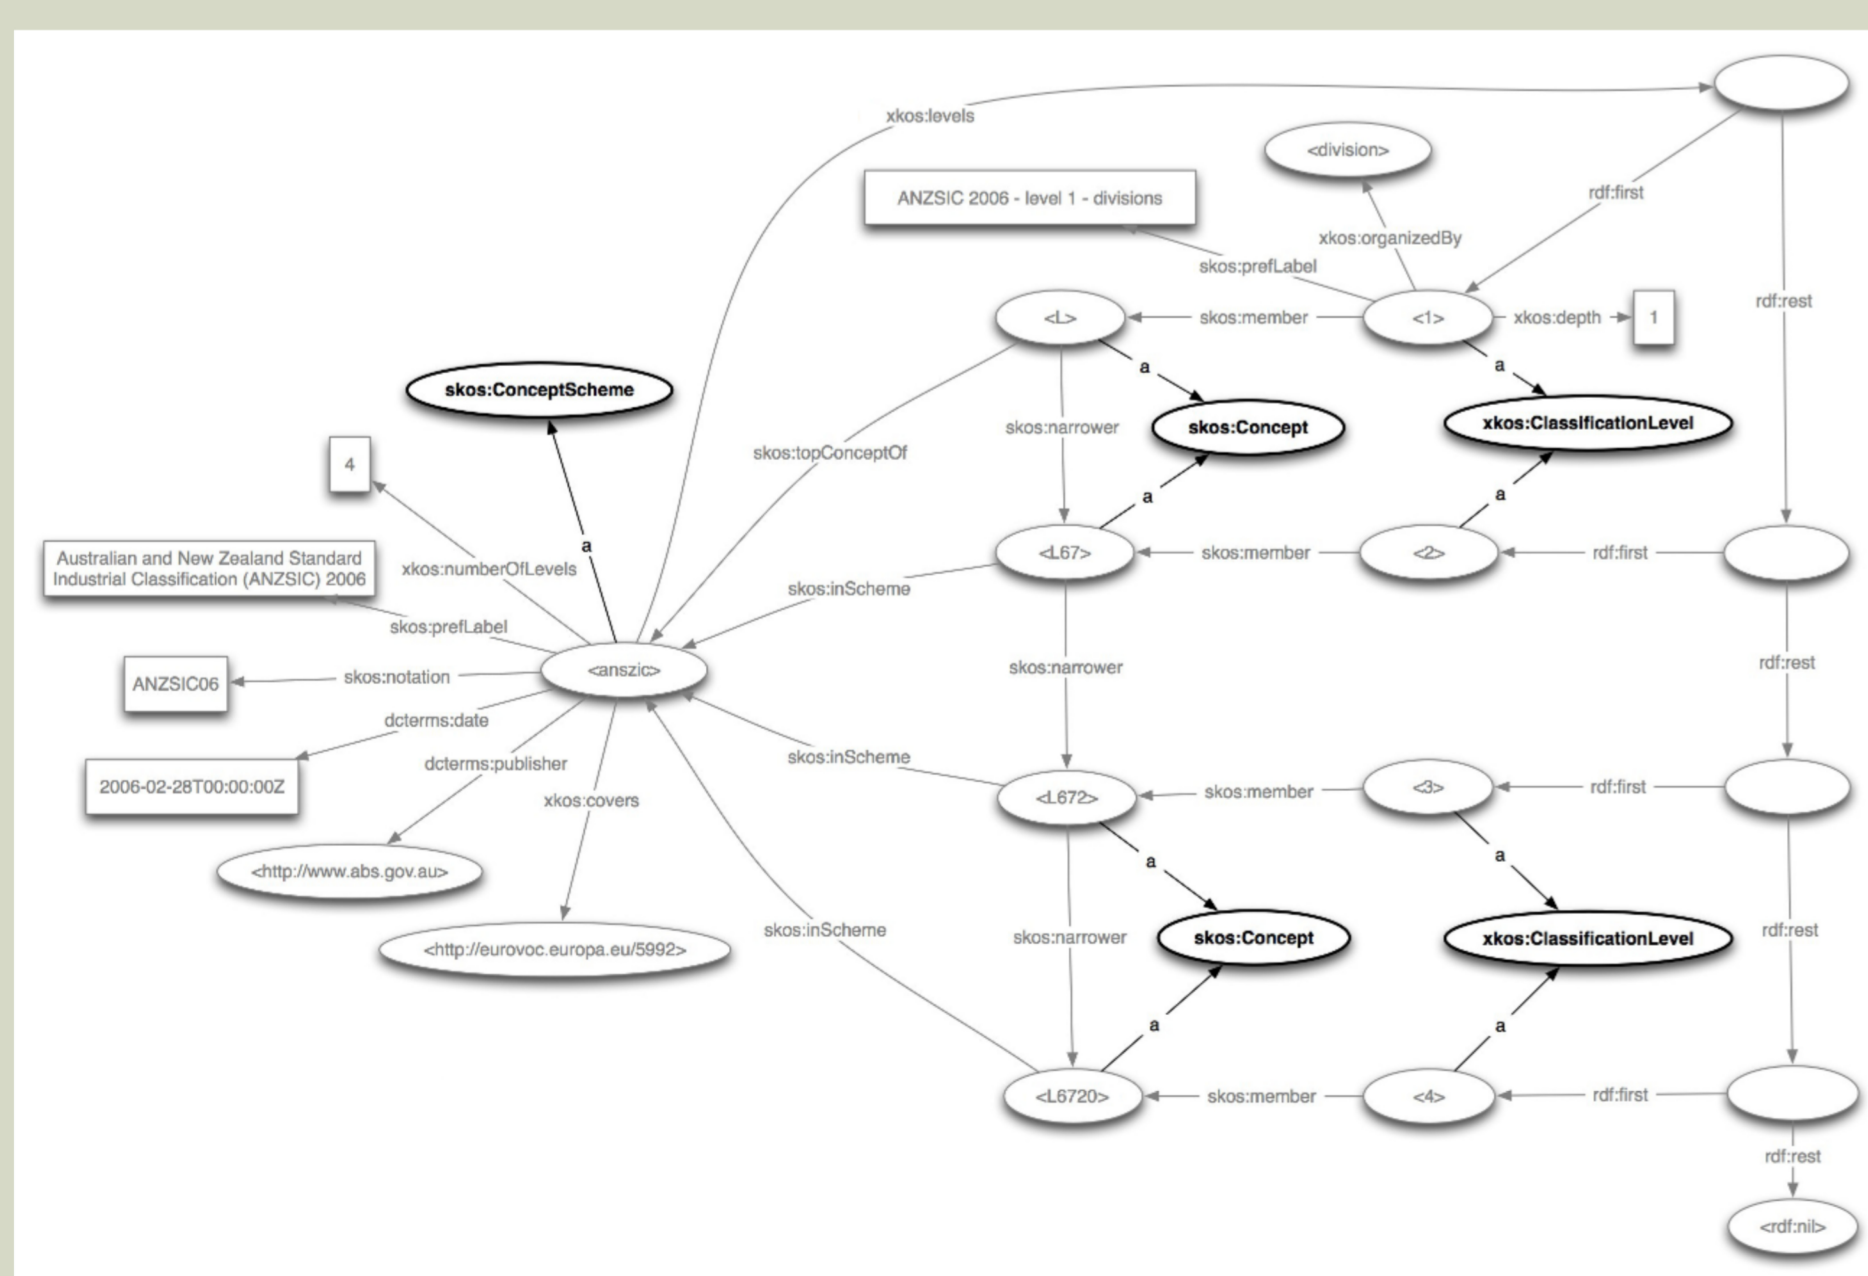 xkos:levels
<division>
ANZSIC 2006 - level 1 - divisions
rdf:first
xkos:organizedBy
skos:prefLabel
rdf:rest
<L>
skos:member
<1>
xkos:depth
1
a
a
skos:ConceptScheme
skos:narrower
skos:Concept
xkos:ClassificationLevel
skos:topConceptOf
4
a
a
a
Australian and New Zealand Standard
Industrial Classification (ANZSIC) 2006
xkos:numberOfLevels
<L67>
skos:member
<2>
rdf:first
skos:inScheme
skos:prefLabel
<anszic>
skos:narrower
rdf:rest
ANZSIC06
skos:notation
dcterms:date
dcterms:publisher
skos:inScheme
2006-02-28T00:00:00Z
xkos:covers
<L672>
skos:member
<3>
rdf:first
<http://www.abs.gov.au>
a
a
<http://eurovoc.europa.eu/5992>
skos:inScheme
skos:narrower
skos:Concept
xkos:ClassificationLevel
rdf:rest
a
a
<L6720>
skos:member
<4>
rdf:first
rdf:rest
<rdf:nil>